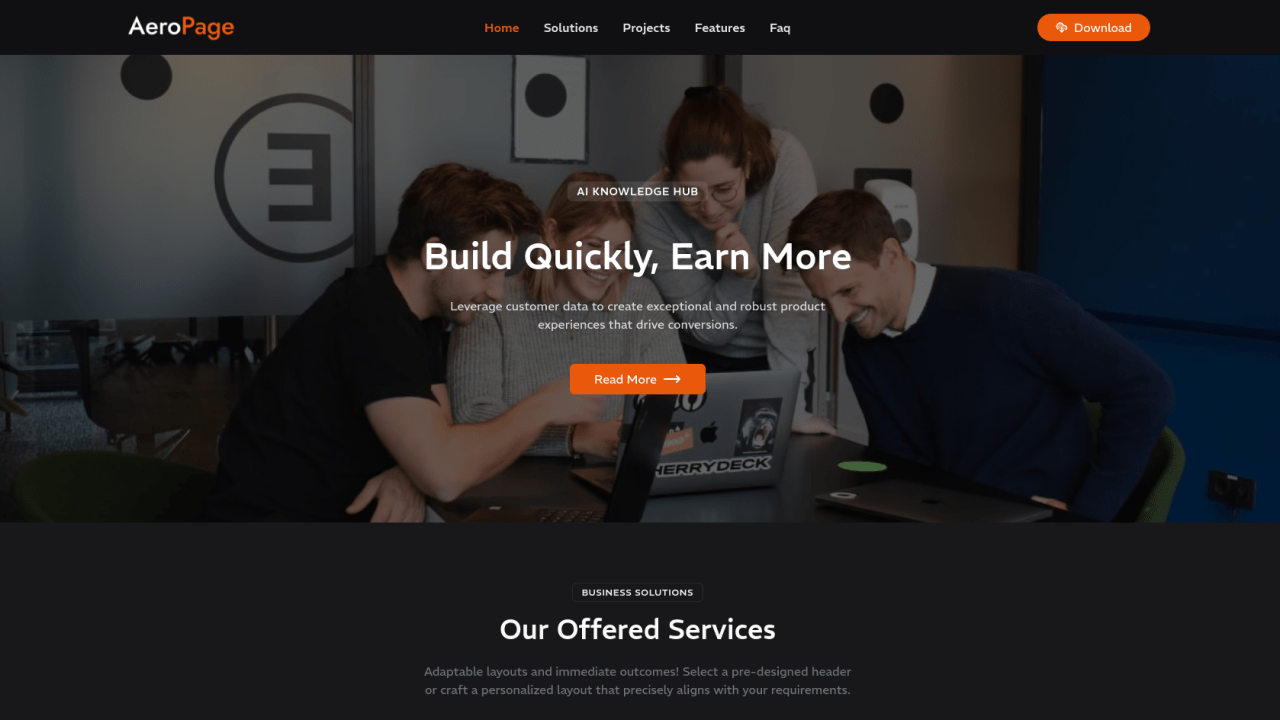 AeroPage
Home
Solutions
Projects
Features
Faq
Download
AI KNOWLEDGE HUB
Build Quickly, Earn More
Leverage customer data to create exceptional and robust product
experiences that drive conversions.
Read More
HERRYDECK
BUSINESS SOLUTIONS
Our Offered Services
Adaptable layouts and immediate outcomes! Select a pre-designed header
or craft a personalized layout that precisely aligns with your requirements.